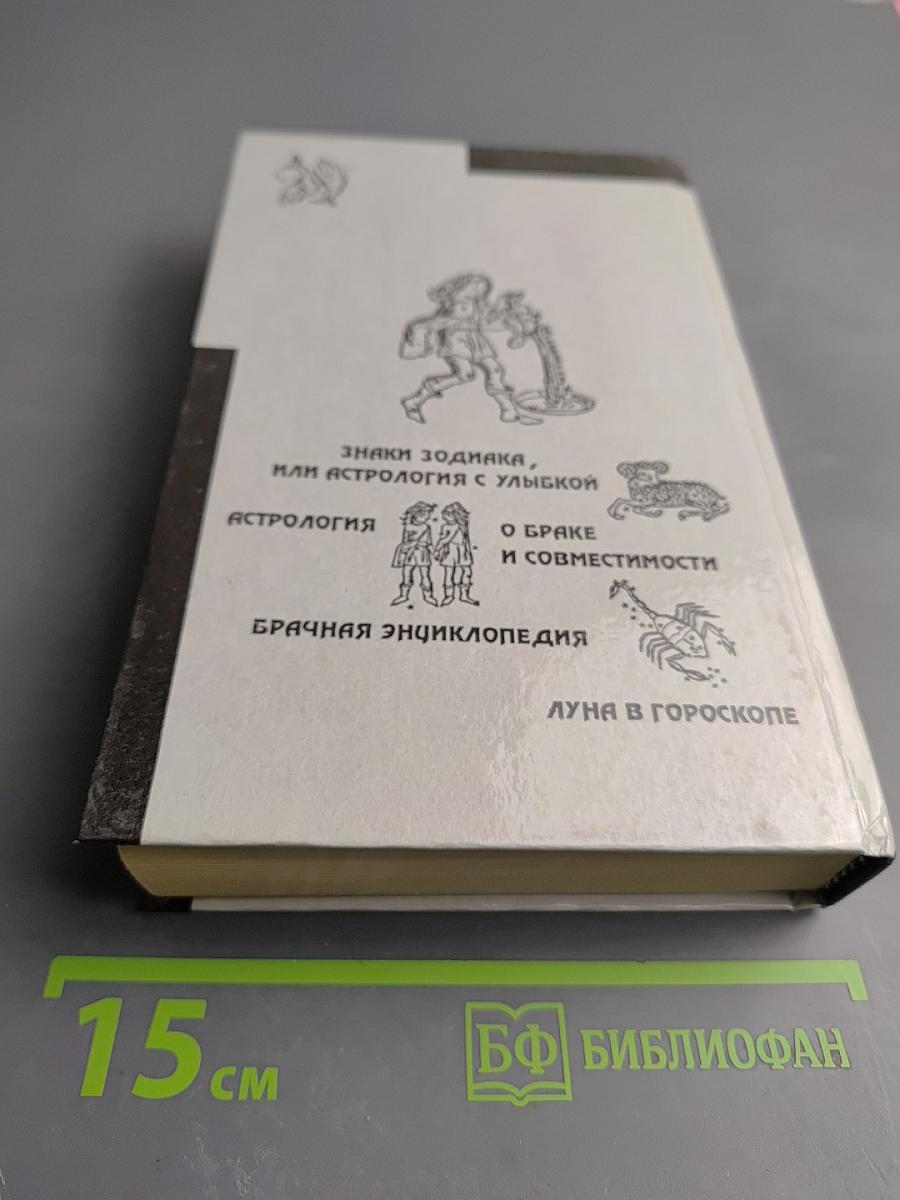 ЗНАКИ ЗОДИАКА,
ИЛИ АСТРОЛОГИЯ С УЛЫБКОЙ
АСТРОЛОГИЯ
О БРАКЕ
И СОВМЕСТИМОСТИ
БРАЧНАЯ ЭНЦИКЛОПЕДИЯ
ЛУНА В ГОРОСКОПЕ
15 см
БФ БИБЛИОФАН